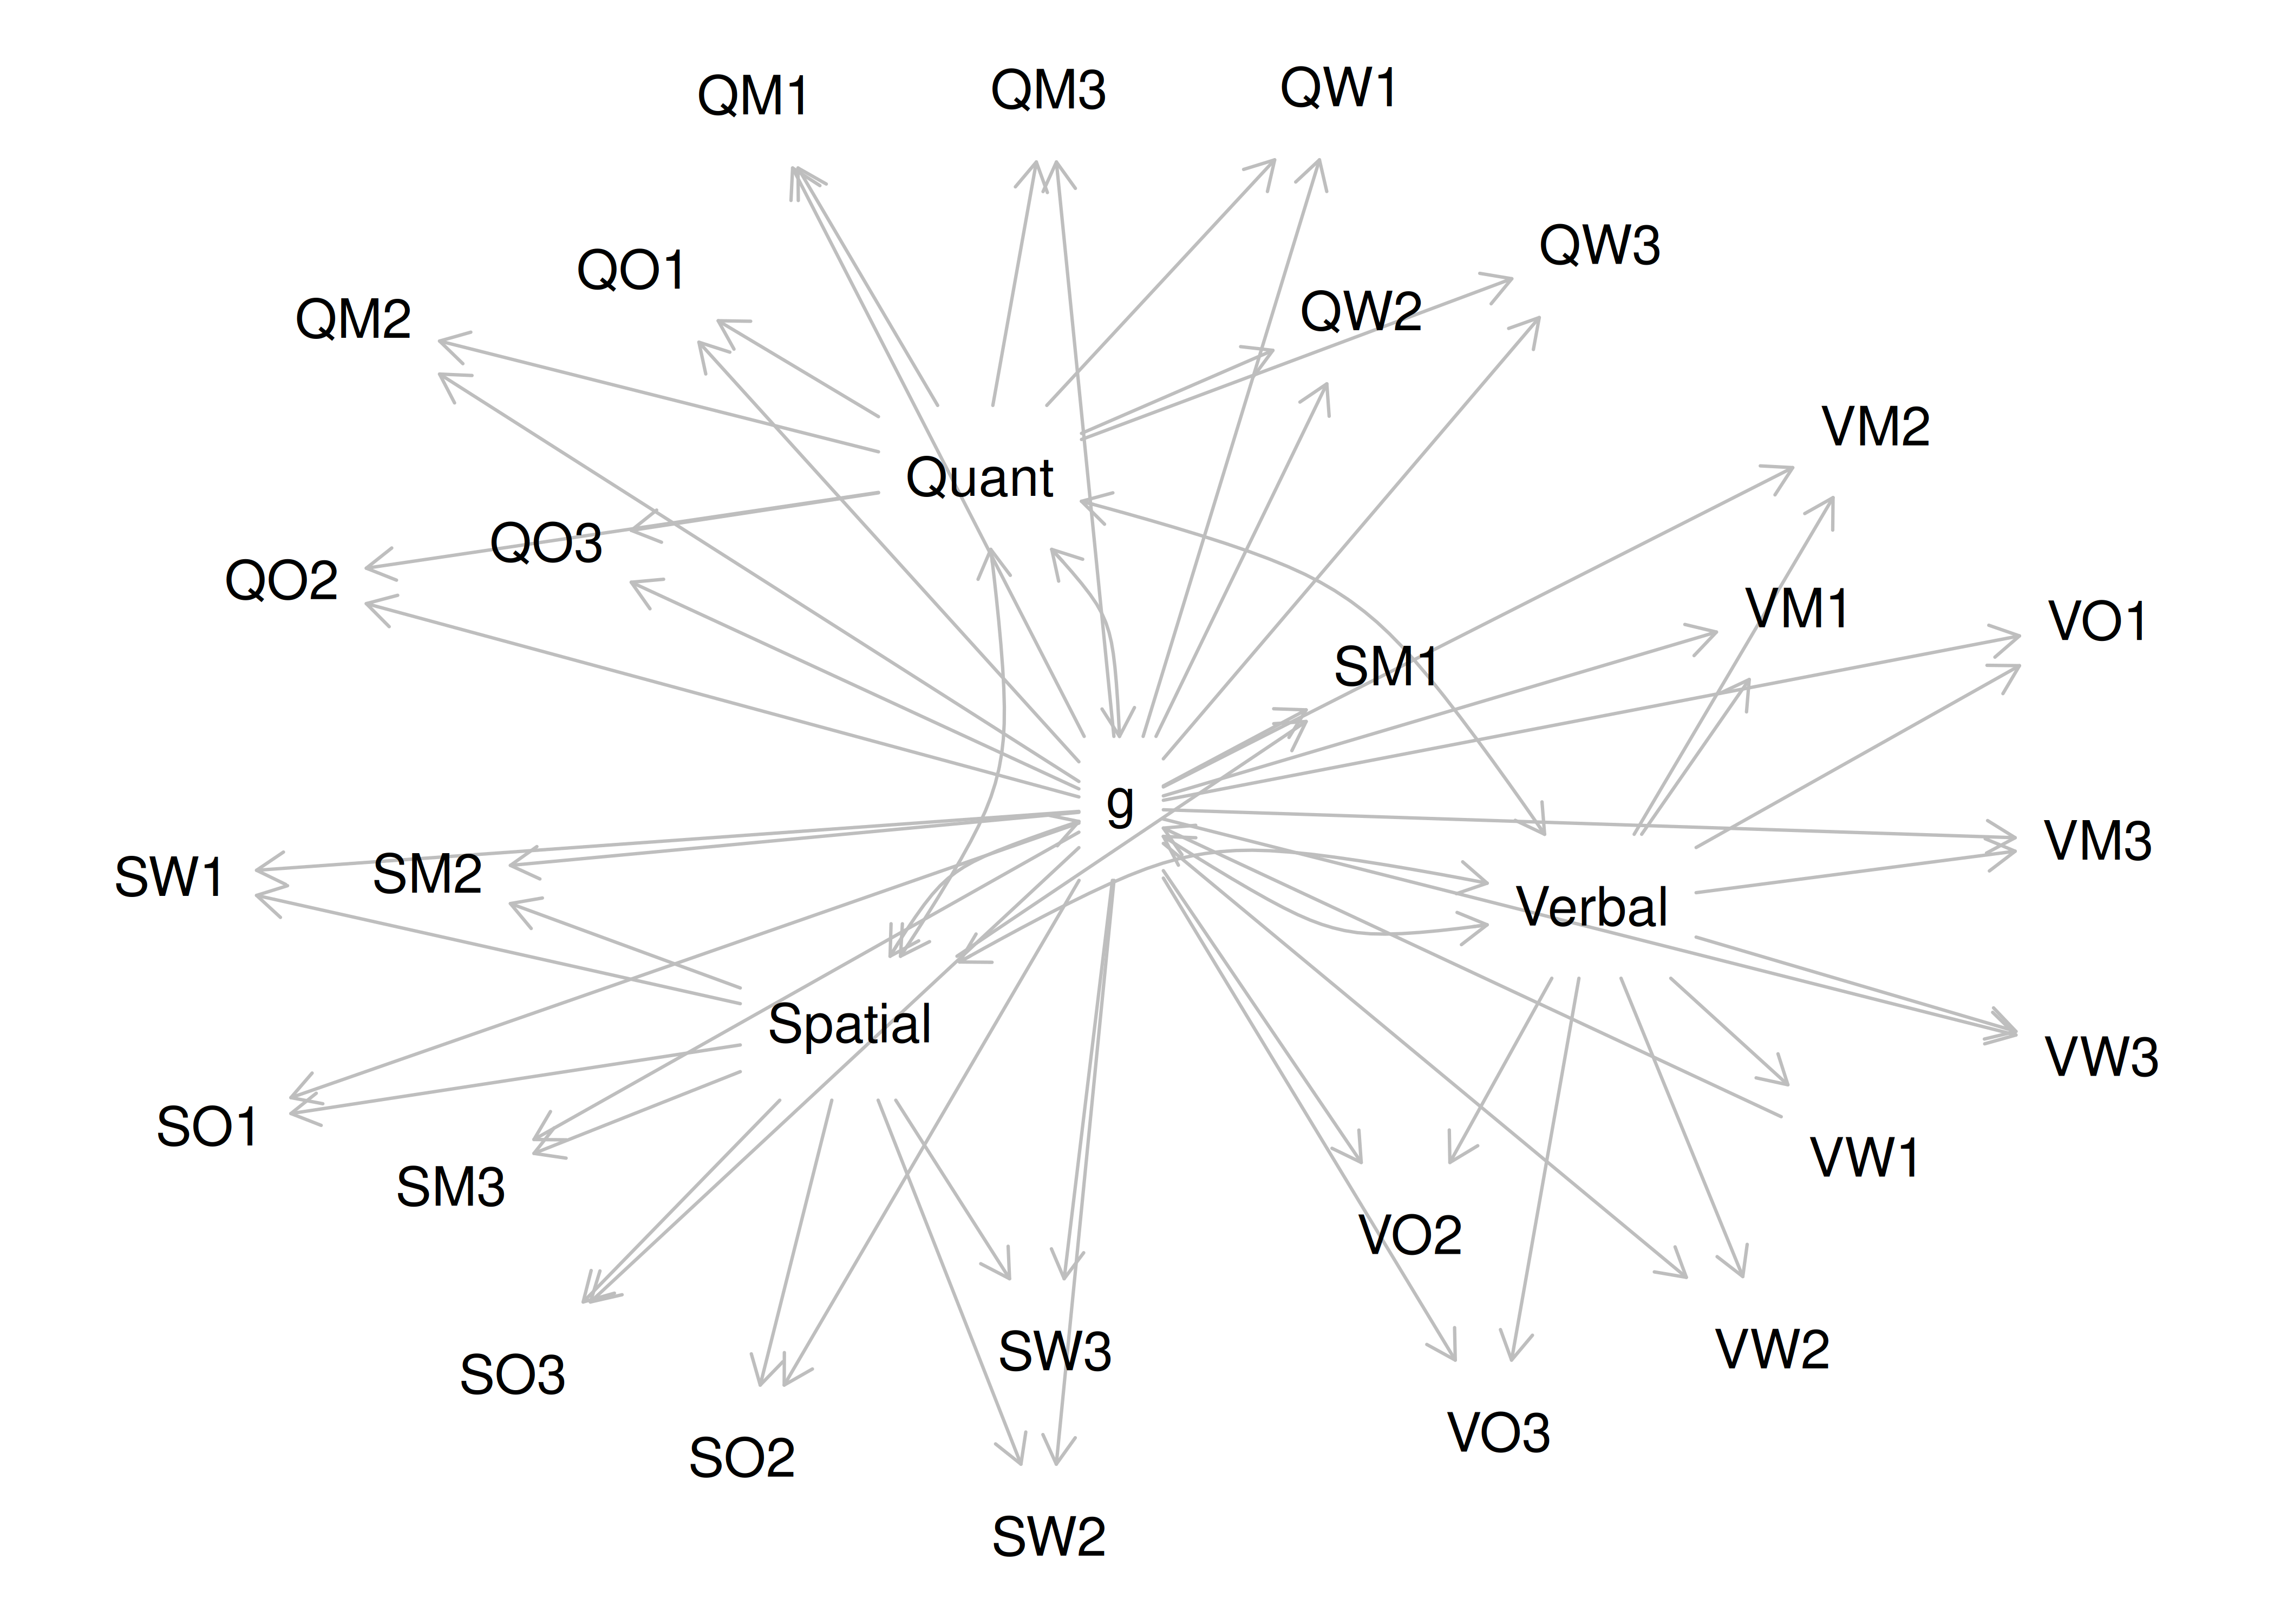 QM1
QM3
QW1
QW3
QO1
QM2
QW2
VM2
Quant
QO3
QO2
VM1
VO1
SM1
g
VM3
SW1
SM2
Verbal
Spatial
VW3
SO1
VW1
SM3
VO2
SW3
VW2
SO3
VO3
SO2
SW2